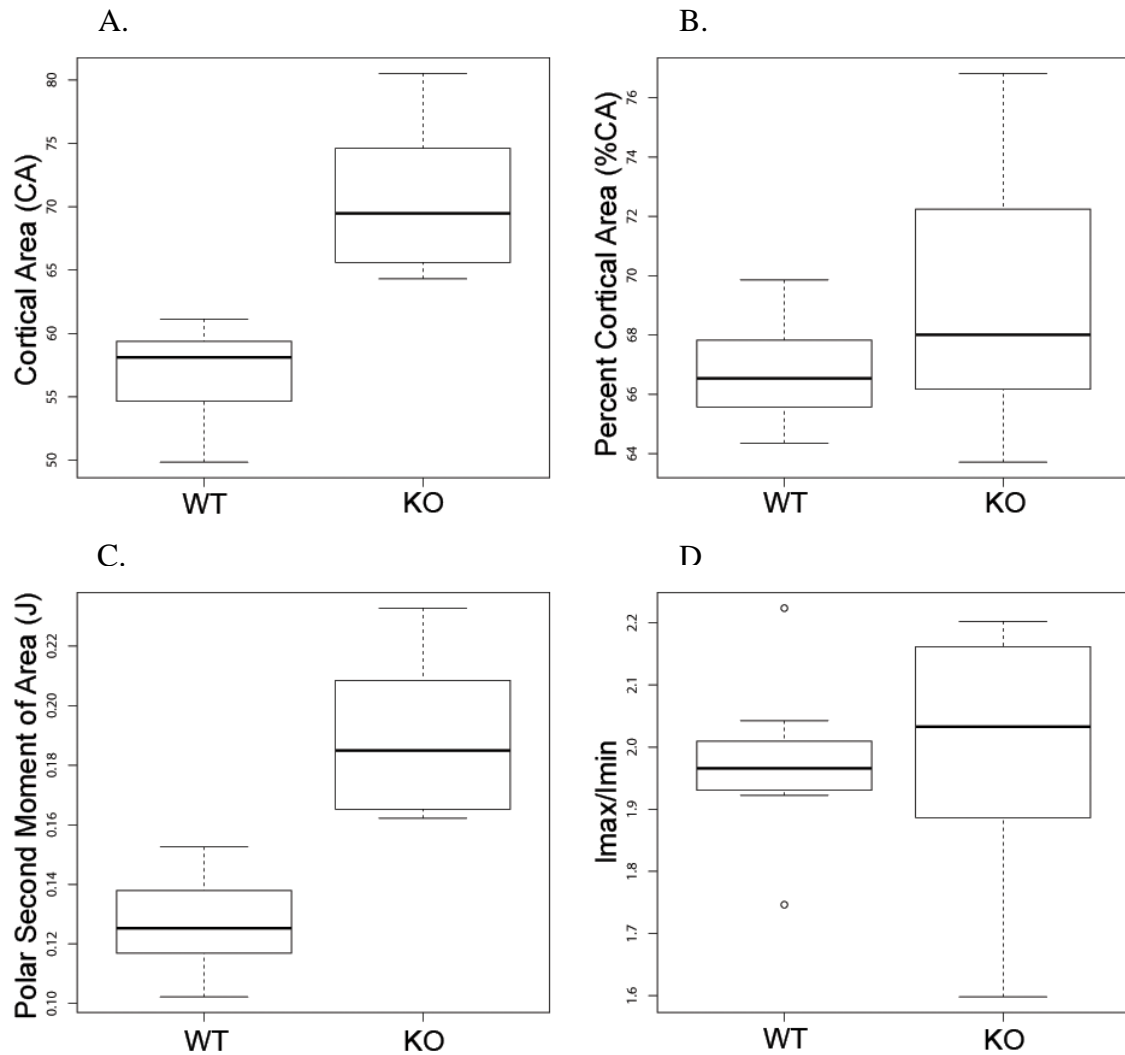 A.
Cortical Area (CA)
80
75
70
65
60
55
50
WT KO
B.
Percent Cortical Area (%CA)
76
74
72
70
68
66
64
WT KO
C.
Polar Second Moment of Area (J)
0.22
0.20
0.18
0.16
0.14
0.12
0.10
WT KO
D
Imax/Imin
2.2
2.1
2.0
1.9
1.8
1.7
1.6
WT KO